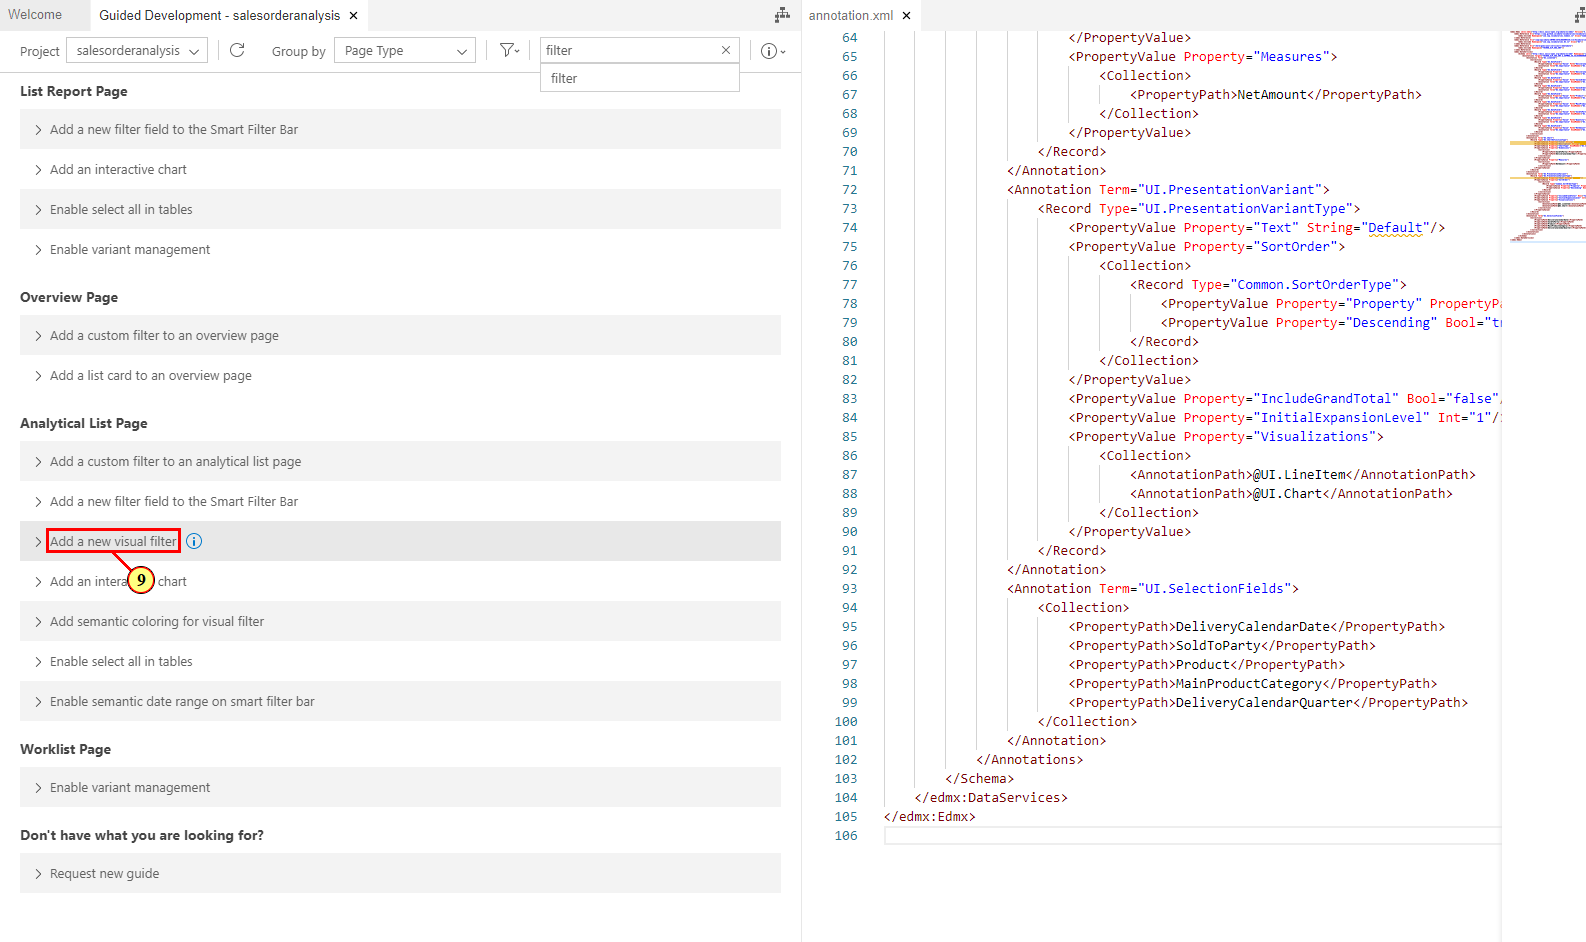 Welcome
Guided Development - salesorderanalysis
Project salesorderanalysis Group by Page Type filter
filter
List Report Page
Add a new filter field to the Smart Filter Bar
Add an interactive chart
Enable select all in tables
Enable variant management
Overview Page
Add a custom filter to an overview page
Add a list card to an overview page
Analytical List Page
Add a custom filter to an analytical list page
Add a new filter field to the Smart Filter Bar
Add a new visual filter
Add an intera 9 chart
Add semantic coloring for visual filter
Enable select all in tables
Enable semantic date range on smart filter bar
Worklist Page
Enable variant management
Don't have what you are looking for?
Request new guide
annotation.xml
64 </PropertyValue>
65 <PropertyValue Property="Measures">
66 <Collection>
67 <PropertyPath>NetAmount</PropertyPath>
68 </Collection>
69 </PropertyValue>
70 </Record>
71 </Annotation>
72 <Annotation Term="UI.PresentationVariant">
73 <Record Type="UI.PresentationVariantType">
74 <PropertyValue Property="Text" String="Default"/>
75 <PropertyValue Property="SortOrder">
76 <Collection>
77 <Record Type="Common.SortOrderType">
78 <PropertyValue Property="Property" PropertyPa
79 <PropertyValue Property="Descending" Bool="tr
80 </Record>
81 </Collection>
82 </PropertyValue>
83 <PropertyValue Property="IncludeGrandTotal" Bool="false"/
84 <PropertyValue Property="InitialExpansionLevel" Int="1"/>
85 <PropertyValue Property="Visualizations">
86 <Collection>
87 <AnnotationPath>@UI.LineItem</AnnotationPath>
88 <AnnotationPath>@UI.Chart</AnnotationPath>
89 </Collection>
90 </PropertyValue>
91 </Record>
92 </Annotation>
93 <Annotation Term="UI.SelectionFields">
94 <Collection>
95 <PropertyPath>DeliveryCalendarDate</PropertyPath>
96 <PropertyPath>SoldToParty</PropertyPath>
97 <PropertyPath>Product</PropertyPath>
98 <PropertyPath>MainProductCategory</PropertyPath>
99 <PropertyPath>DeliveryCalendarQuarter</PropertyPath>
100 </Collection>
101 </Annotation>
102 </Annotations>
103 </Schema>
104 </edmx:DataServices>
105 </edmx:Edmx>
106